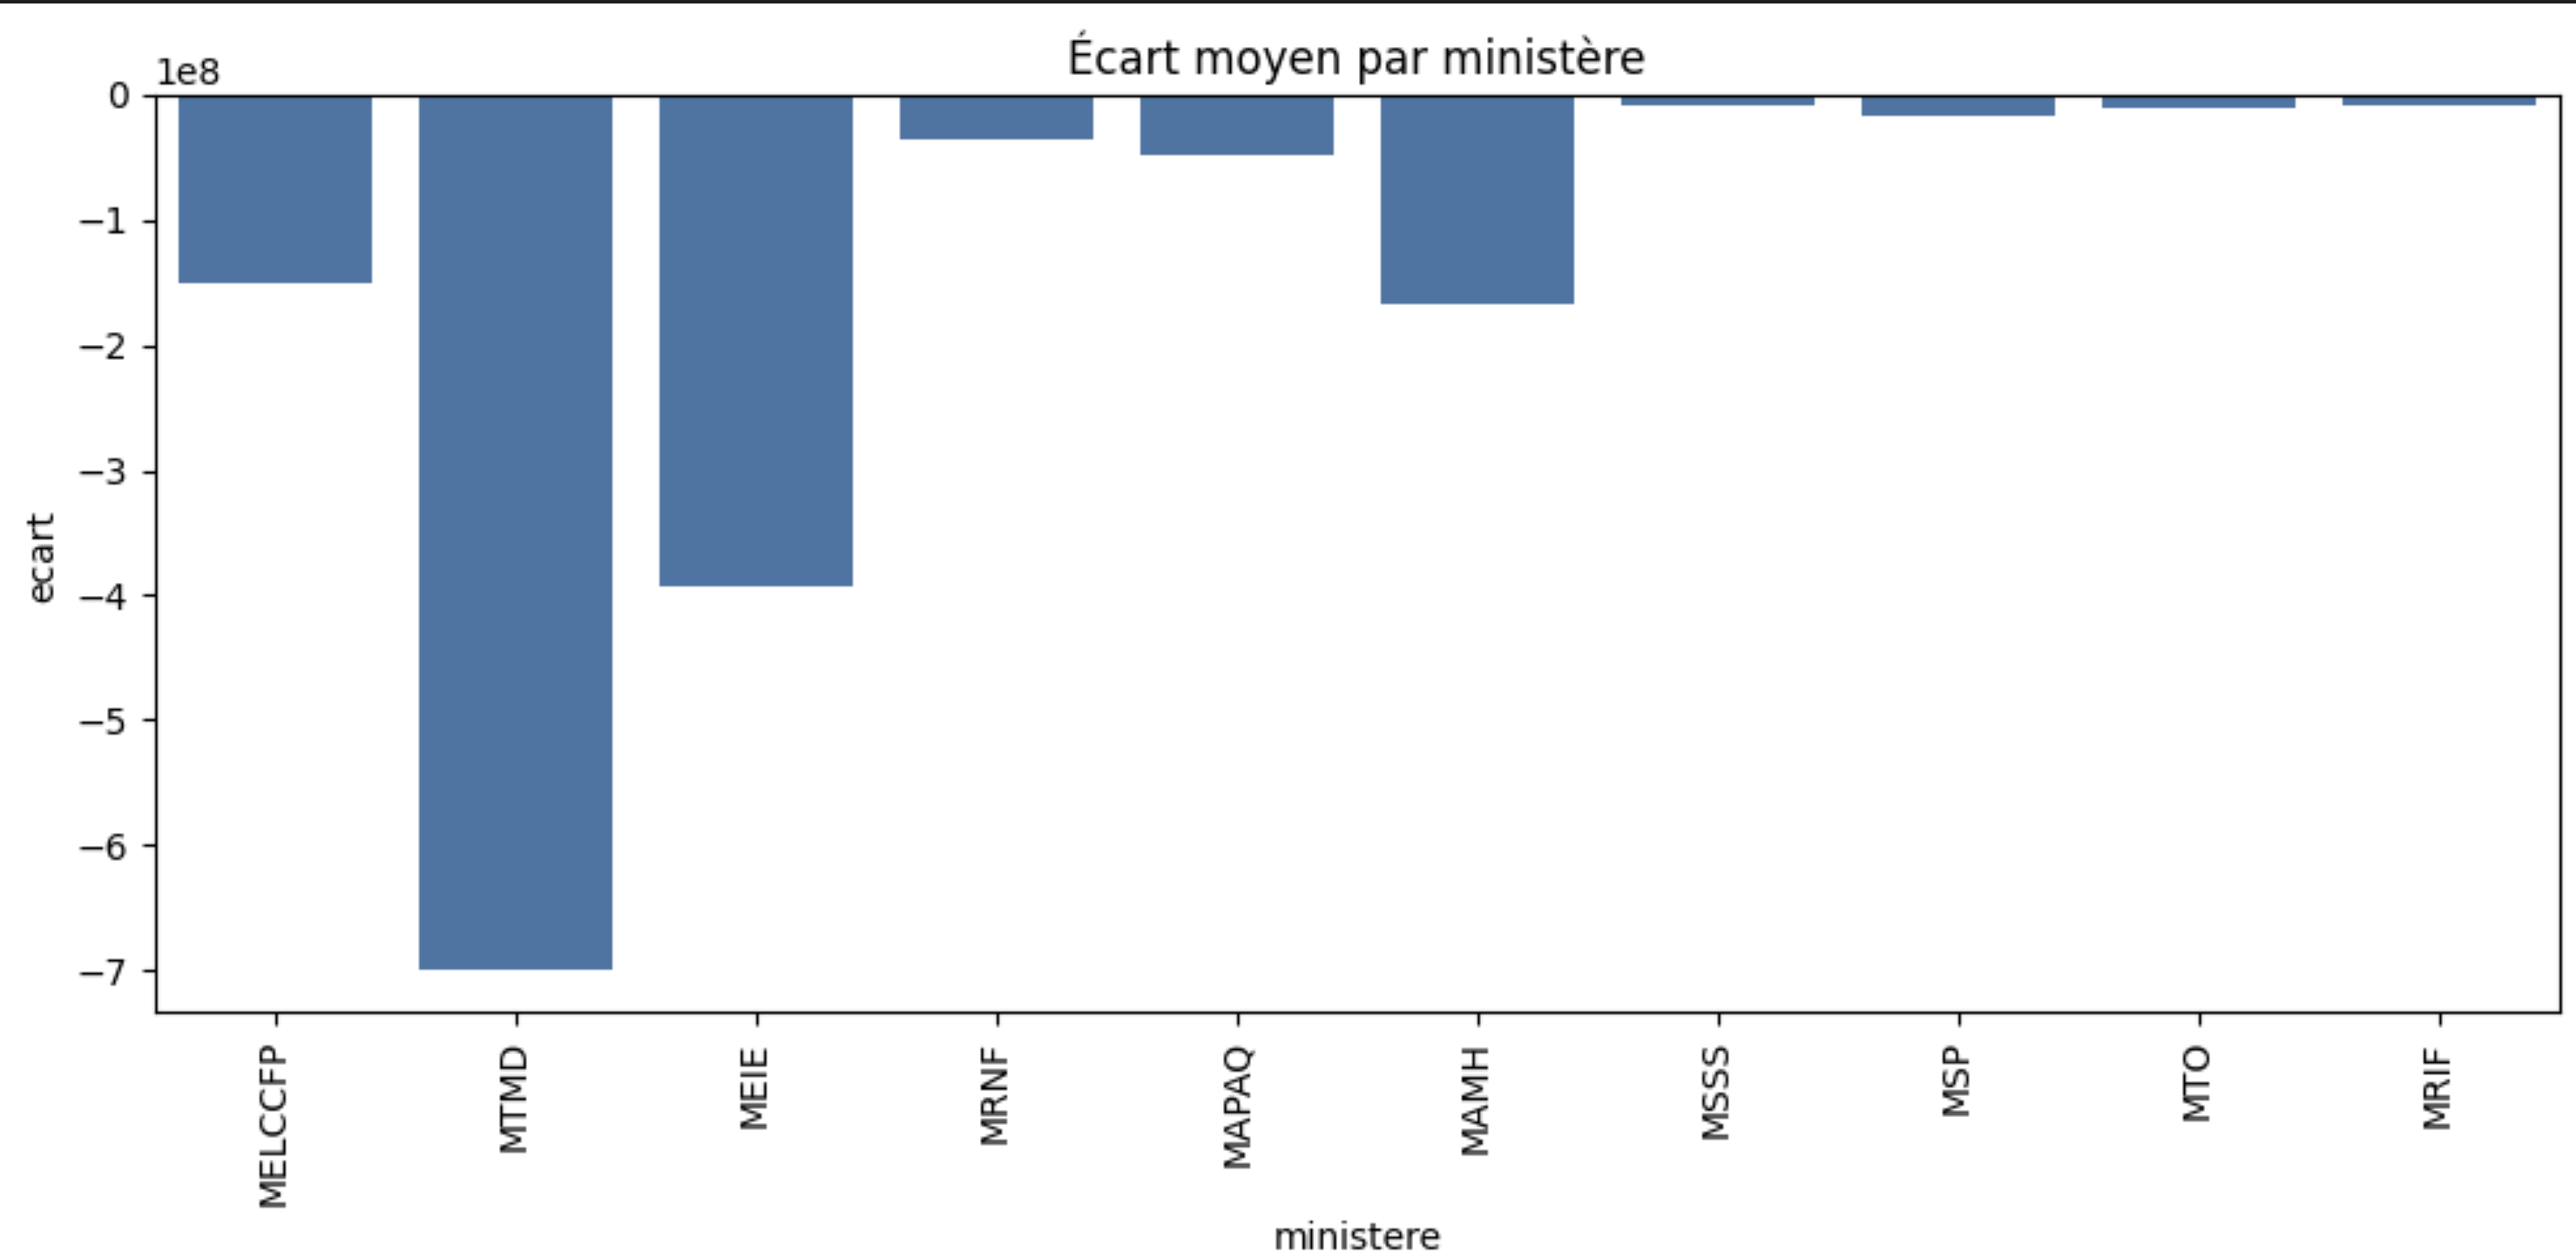 Écart moyen par ministère
1e8
0
−1
−2
−3
−4
−5
−6
−7
ecart
MELCCFP
MTMD
MEIE
MRNF
MAPAQ
MAMH
MSSS
MSP
MTO
MRIF
ministere